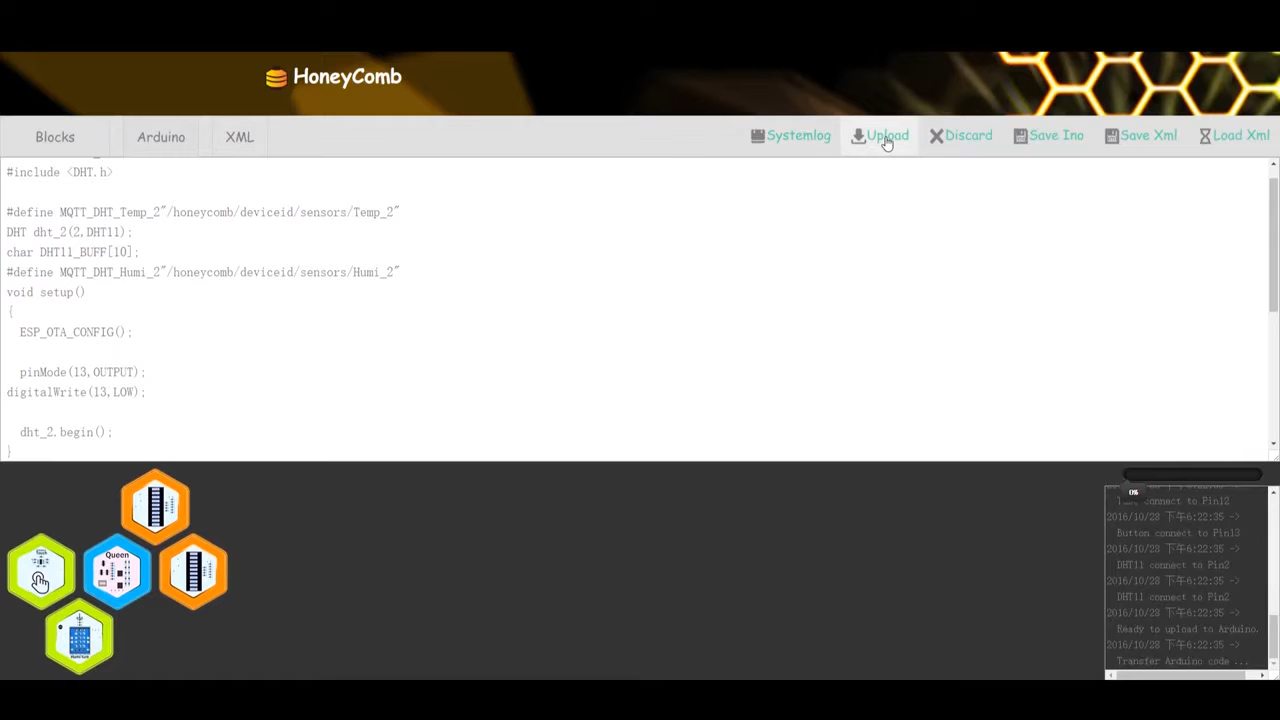 HoneyComb
Blocks Arduino XML Systemlog Upload Discard Save Ino Save Xml Load Xml
#include <DHT.h>
#define MQTT_DHT_Temp_2"/honeycomb/deviceid/sensors/Temp_2"
DHT dht_2(2,DHT11);
char DHT11_BUFF[10];
#define MQTT_DHT_Humi_2"/honeycomb/deviceid/sensors/Humi_2"
void setup()
{
ESP_OTA_CONFIG();
pinMode(13,OUTPUT);
digitalWrite(13,LOW);
dht_2.begin();
}
Queen
0%
connect to Pin12
2016/10/28 下午6:22:35 ->
Button connect to Pin13
2016/10/28 下午6:22:35 ->
DHT11 connect to Pin2
2016/10/28 下午6:22:35 ->
DHT11 connect to Pin2
2016/10/28 下午6:22:35 ->
Ready to upload to Arduino.
2016/10/28 下午6:22:35 ->
Transfer Arduino code ...